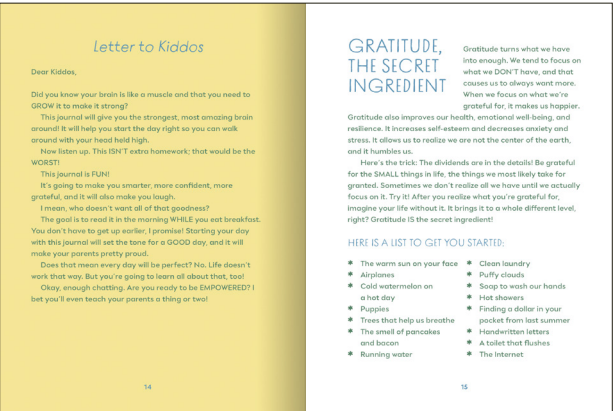 Letter to Kiddos
Dear Kiddos,
Did you know your brain is like a muscle and that you need to
GROW it to make it strong?
This journal will give you the strongest, most amazing brain
around! It will help you start the day right so you can walk
around with your head held high.
Now listen up. This ISN'T extra homework; that would be the
WORST!
This journal is FUN!
It's going to make you smarter, more confident, more
grateful, and it will also make you laugh.
I mean, who doesn't want all of that goodness?
The goal is to read it in the morning WHILE you eat breakfast.
You don't have to get up earlier, I promise! Starting your day
with this journal will set the tone for a GOOD day, and it will
make your parents pretty proud.
Does that mean every day will be perfect? No. Life doesn't
work that way. But you're going to learn all about that, too!
Okay, enough chatting. Are you ready to be EMPOWERED? I
bet you'll even teach your parents a thing or two!
14
GRATITUDE,
THE SECRET
INGREDIENT
Gratitude turns what we have
into enough. We tend to focus on
what we DON'T have, and that
causes us to always want more.
When we focus on what we're
grateful for, it makes us happier.
Gratitude also improves our health, emotional well-being, and
resilience. It increases self-esteem and decreases anxiety and
stress. It allows us to realize we are not the center of the earth,
and it humbles us.
Here's the trick: The dividends are in the details! Be grateful
for the SMALL things in life, the things we most likely take for
granted. Sometimes we don't realize all we have until we actually
focus on it. Try it! After you realize what you're grateful for,
imagine your life without it. It brings it to a whole different level,
right? Gratitude IS the secret ingredient!
HERE IS A LIST TO GET YOU STARTED:
* The warm sun on your face
* Airplanes
* Cold watermelon on
a hot day
* Puppies
* Trees that help us breathe
* The smell of pancakes
and bacon
* Running water
* Clean laundry
* Puffy clouds
* Soap to wash our hands
* Hot showers
* Finding a dollar in your
pocket from last summer
* Handwritten letters
* A toilet that flushes
* The Internet
15